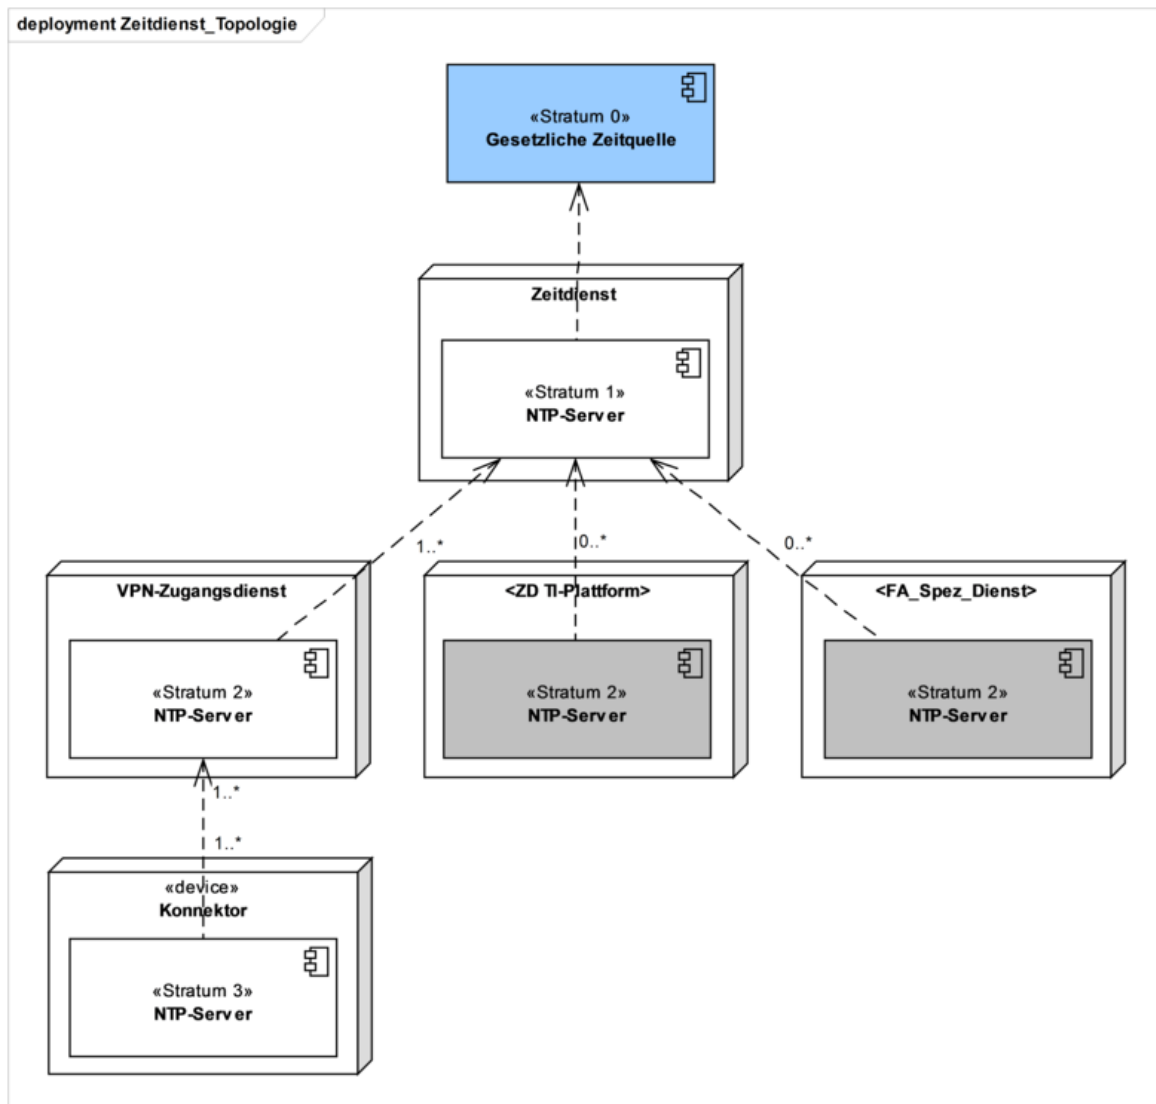 deployment Zeitdienst_Topologie
«Stratum 0»
Gesetzliche Zeitquelle
Zeitdienst
«Stratum 1»
NTP-Server
1..*
0..*
0..*
VPN-Zugangsdienst
«Stratum 2»
NTP-Server
<ZD TI-Plattform>
«Stratum 2»
NTP-Server
<FA_Spez_Dienst>
«Stratum 2»
NTP-Server
1..*
1..*
«device»
Konnektor
«Stratum 3»
NTP-Server